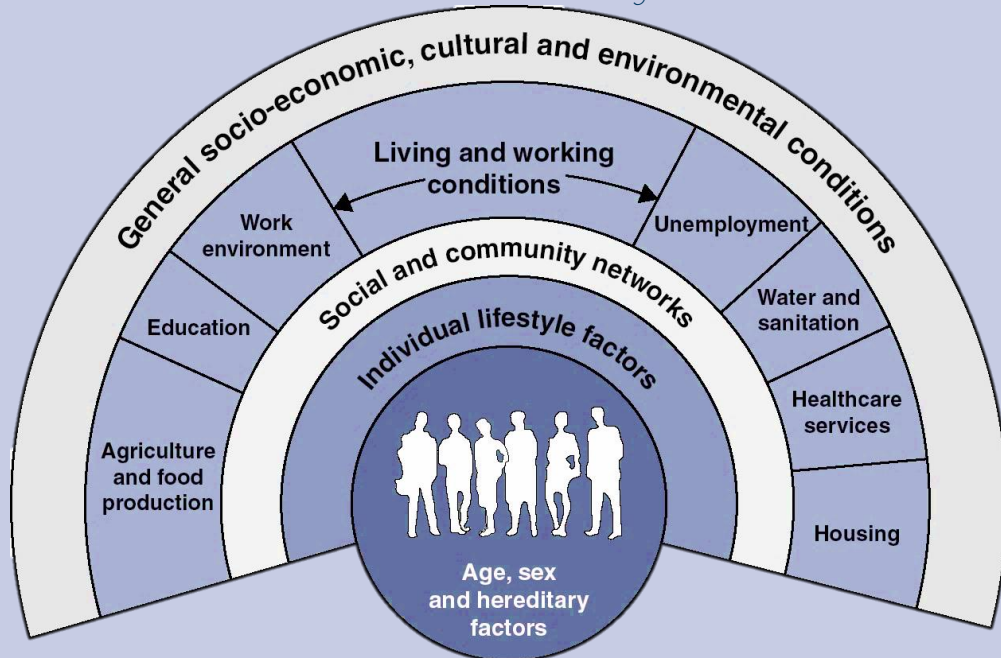 General socio-economic, cultural and environmental conditions
Living and working
conditions
Work
environment
Unemployment
Education
Water and
sanitation
Agriculture
and food
production
Healthcare
services
Housing
Social and community networks
Individual lifestyle factors
Age, sex
and hereditary
factors